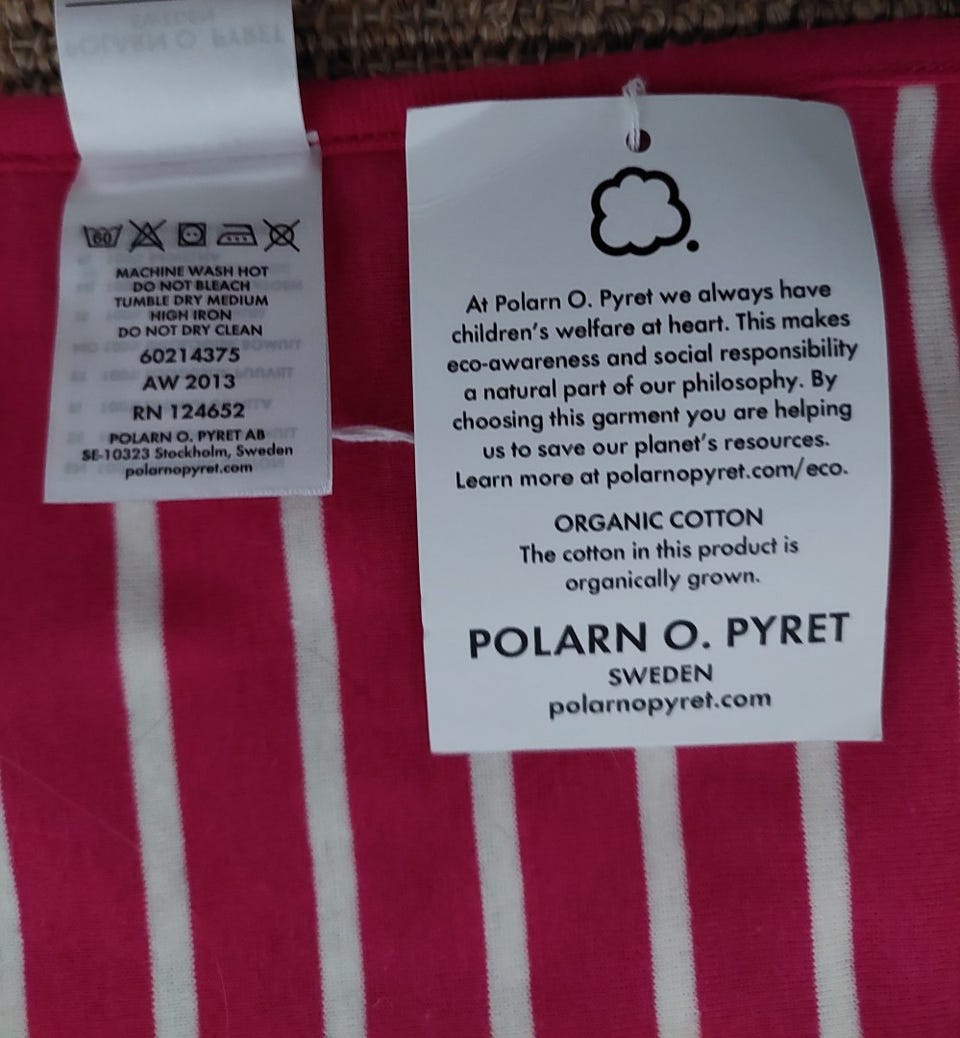 60
MACHINE WASH HOT
DO NOT BLEACH
TUMBLE DRY MEDIUM
HIGH IRON
DO NOT DRY CLEAN
60214375
AW 2013
RN 124652
POLARN O. PYRET AB
SE-10323 Stockholm, Sweden
polarnopyret.com
At Polarn O. Pyret we always have
children's welfare at heart. This makes
eco-awareness and social responsibility
a natural part of our philosophy. By
choosing this garment you are helping
us to save our planet's resources.
Learn more at polarnopyret.com/eco.
ORGANIC COTTON
The cotton in this product is
organically grown.
POLARN O. PYRET
SWEDEN
polarnopyret.com